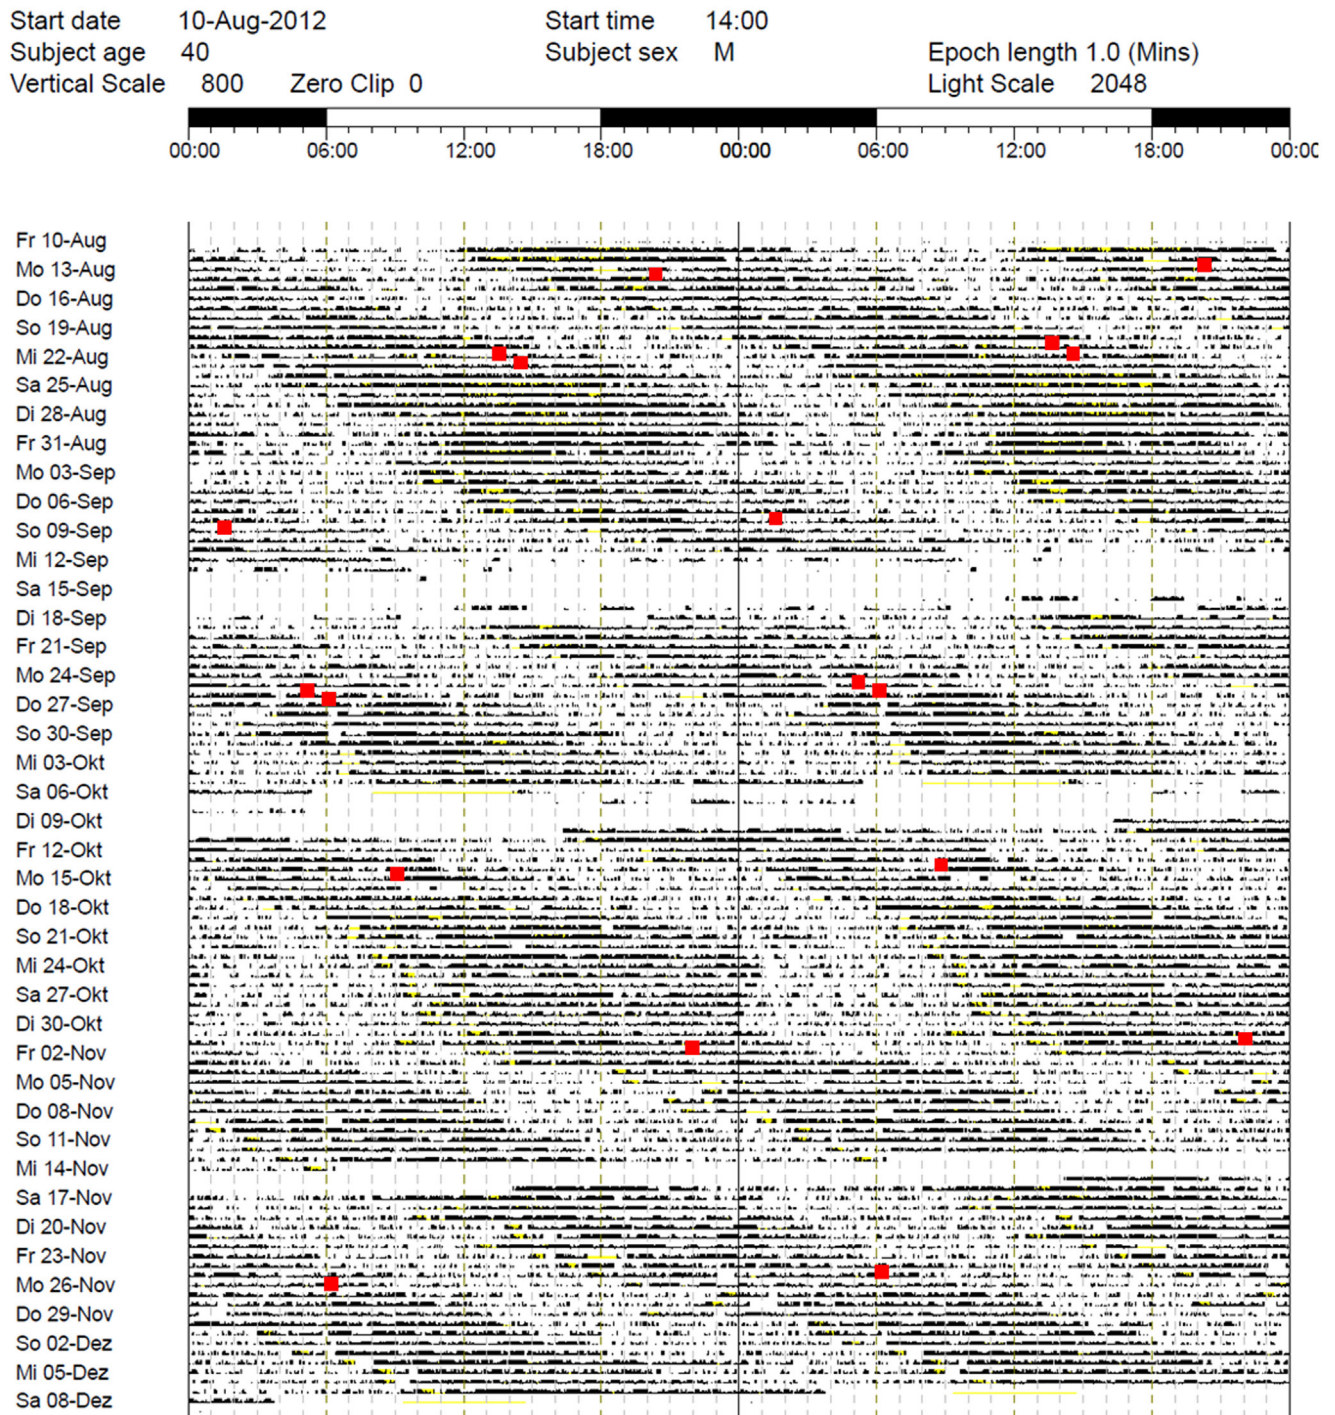 Start date 10-Aug-2012 Start time 14:00
Subject age 40 Subject sex M Epoch length 1.0 (Mins)
Vertical Scale 800 Zero Clip 0 Light Scale 2048
00:00 06:00 12:00 18:00 00:00 06:00 12:00 18:00 00:00
Fr 10-Aug
Mo 13-Aug
Do 16-Aug
So 19-Aug
Mi 22-Aug
Sa 25-Aug
Di 28-Aug
Fr 31-Aug
Mo 03-Sep
Do 06-Sep
So 09-Sep
Mi 12-Sep
Sa 15-Sep
Di 18-Sep
Fr 21-Sep
Mo 24-Sep
Do 27-Sep
So 30-Sep
Mi 03-Okt
Sa 06-Okt
Di 09-Okt
Fr 12-Okt
Mo 15-Okt
Do 18-Okt
So 21-Okt
Mi 24-Okt
Sa 27-Okt
Di 30-Okt
Fr 02-Nov
Mo 05-Nov
Do 08-Nov
So 11-Nov
Mi 14-Nov
Sa 17-Nov
Di 20-Nov
Fr 23-Nov
Mo 26-Nov
Do 29-Nov
So 02-Dez
Mi 05-Dez
Sa 08-Dez